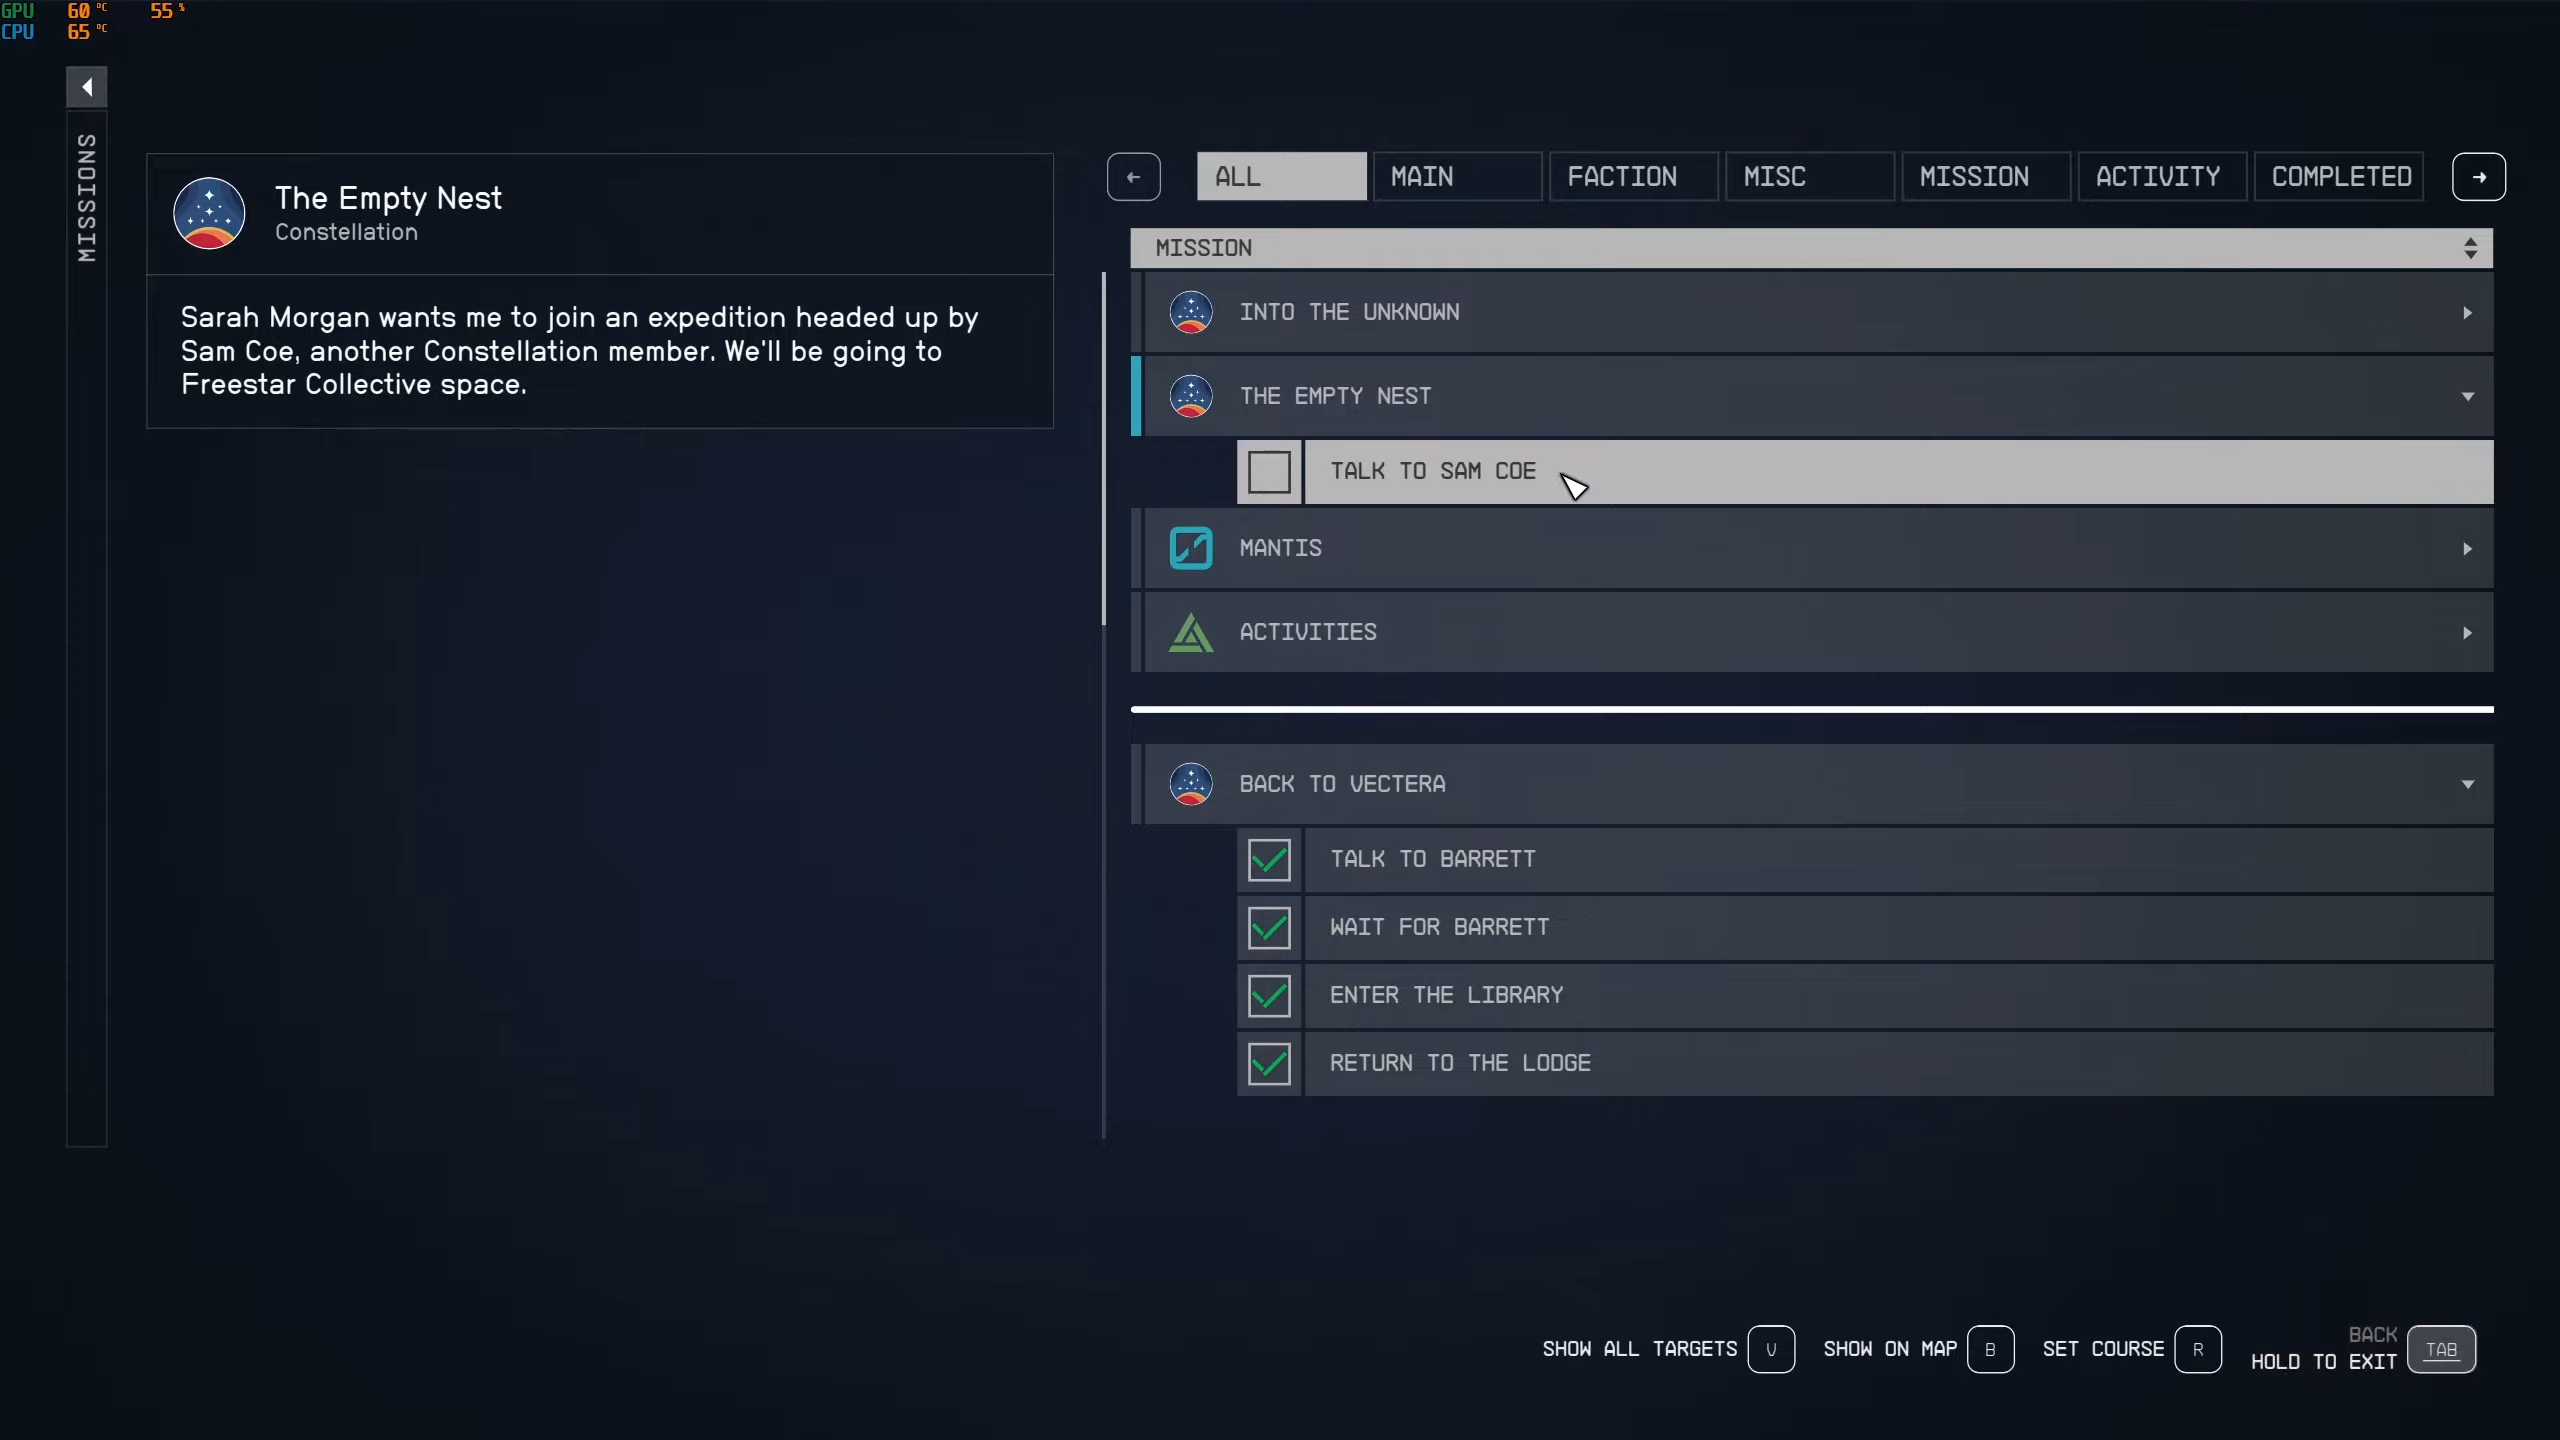 GPU 60 °C 55 %
CPU 65 °C
MISSIONS
The Empty Nest
Constellation
Sarah Morgan wants me to join an expedition headed up by
Sam Coe, another Constellation member. We'll be going to
Freestar Collective space.
ALL MAIN FACTION MISC MISSION ACTIVITY COMPLETED
MISSION
INTO THE UNKNOWN
THE EMPTY NEST
TALK TO SAM COE
MANTIS
ACTIVITIES
BACK TO VECTERA
TALK TO BARRETT
WAIT FOR BARRETT
ENTER THE LIBRARY
RETURN TO THE LODGE
SHOW ALL TARGETS V SHOW ON MAP B SET COURSE R BACK
HOLD TO EXIT TAB